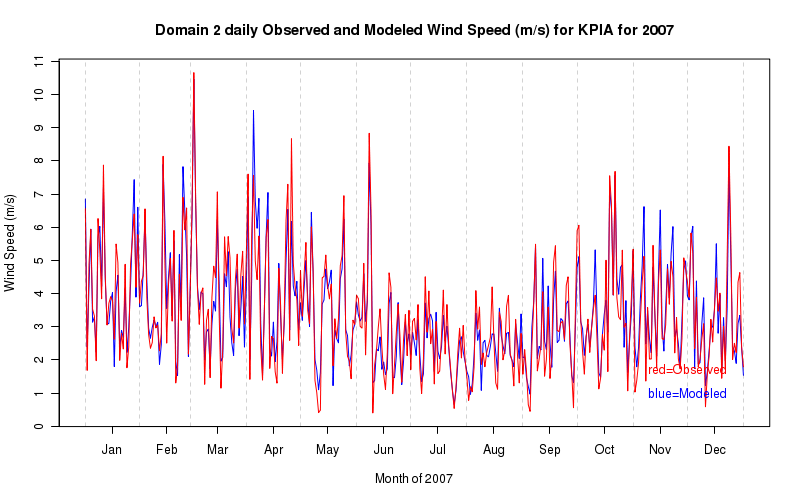 Domain 2 daily Observed and Modeled Wind Speed (m/s) for KPIA for 2007
Wind Speed (m/s)
11
10
9
8
7
6
5
4
3
2
1
0
red=Observed
blue=Modeled
Jan Feb Mar Apr May Jun Jul Aug Sep Oct Nov Dec
Month of 2007